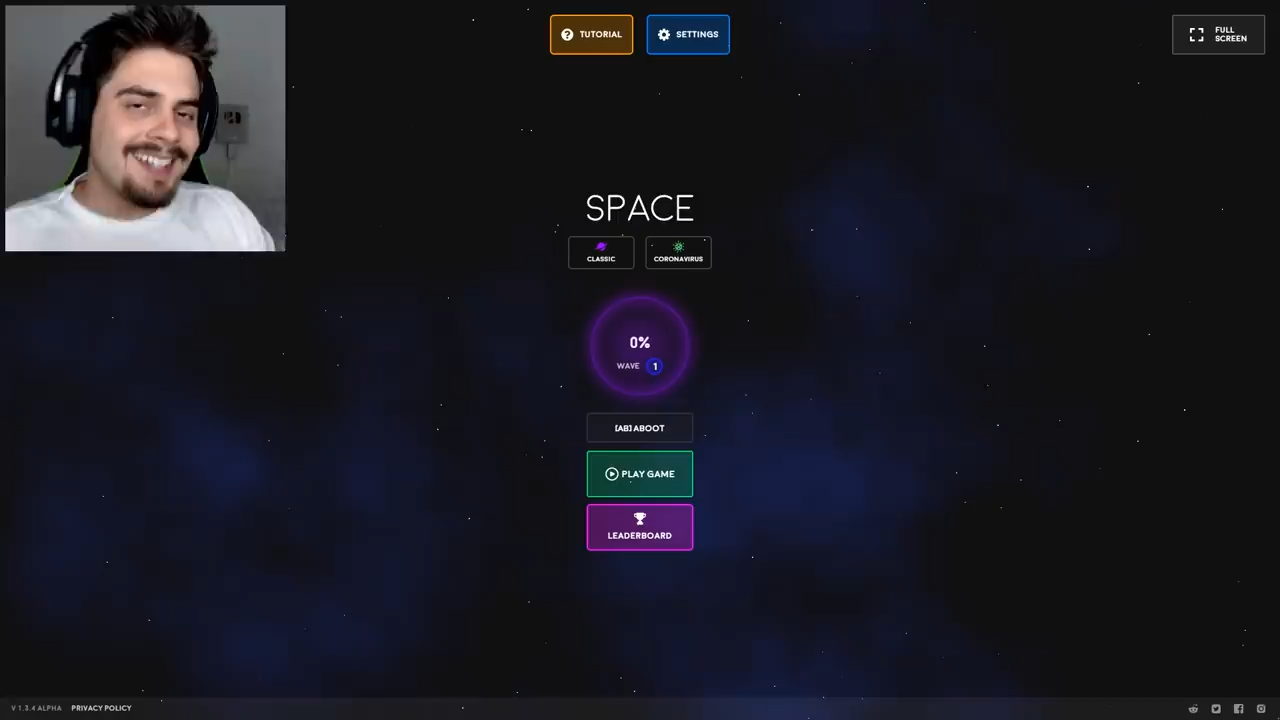 TUTORIAL
SETTINGS
FULL
SCREEN
SPACE
CLASSIC
CORONAVIRUS
0%
WAVE 1
[AB] ABOOT
PLAY GAME
LEADERBOARD
V 1.3.4 ALPHA PRIVACY POLICY